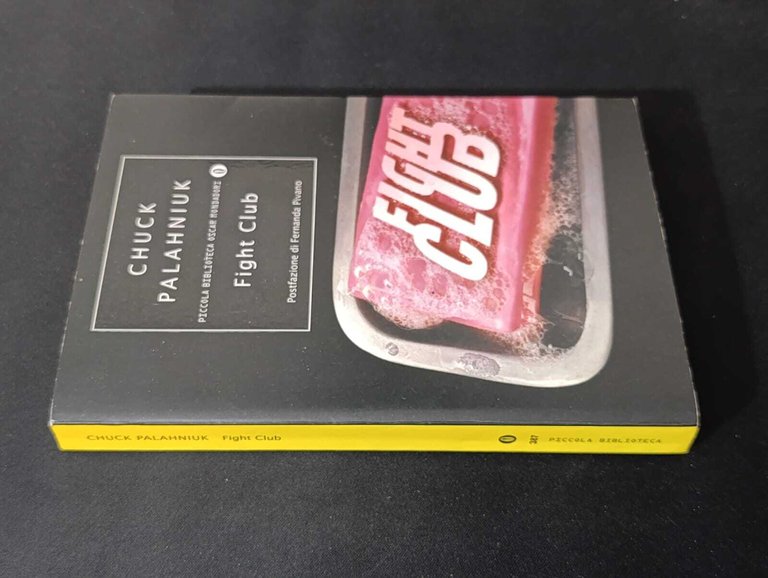 CHUCK
PALAHNIUK
PICCOLA BIBLIOTECA OSCAR MONDADORI
Fight Club
Postfazione di Fernanda Pivano
FIGHT
CLUB
CHUCK PALAHNIUK Fight Club
387 PICCOLA BIBLIOTECA